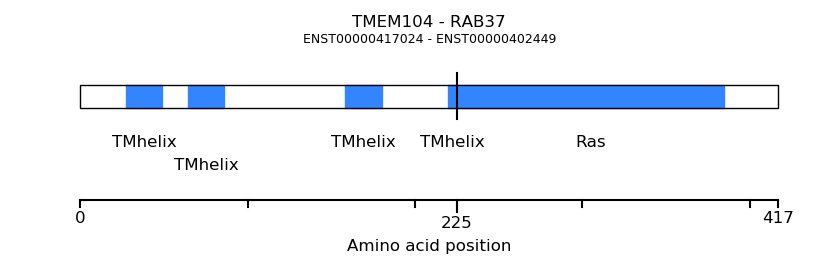 TMEM104 - RAB37
ENST00000417024 - ENST00000402449
TMhelix TMhelix TMhelix Ras
TMhelix
0 225 417
Amino acid position